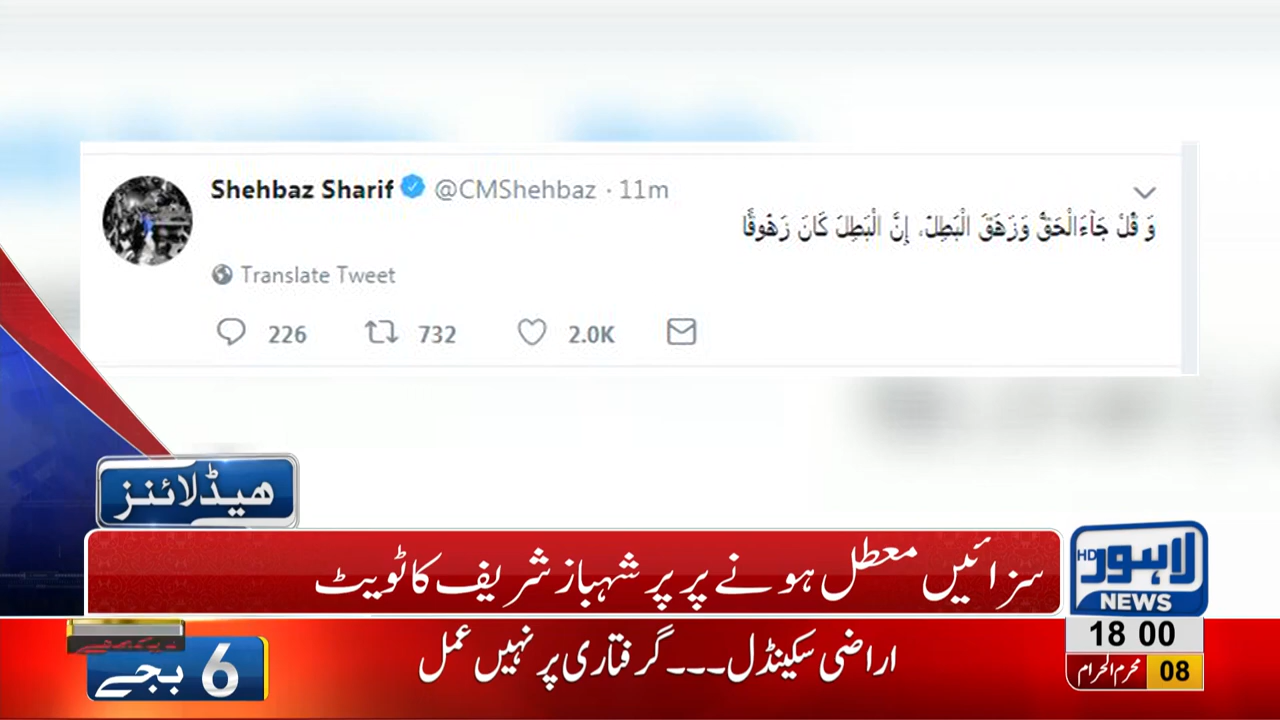 Shehbaz Sharif @CMShehbaz · 11m
وَ قُلْ جَآءَالْحَقُّ وَزَهَقَ الْبَطِلُ، إِنَّ الْبَطِلَ كَانَ زَهُوقًا
Translate Tweet
226 732 2.0K
ھیڈلائنز
سزائیں معطل ہونے پر پر شہباز شریف کا ٹویٹ
لاہور HD
NEWS
اراضی سکینڈل۔۔۔گرفتاری پر نہیں عمل
6 بجے
18 00
08 محرم الحرام